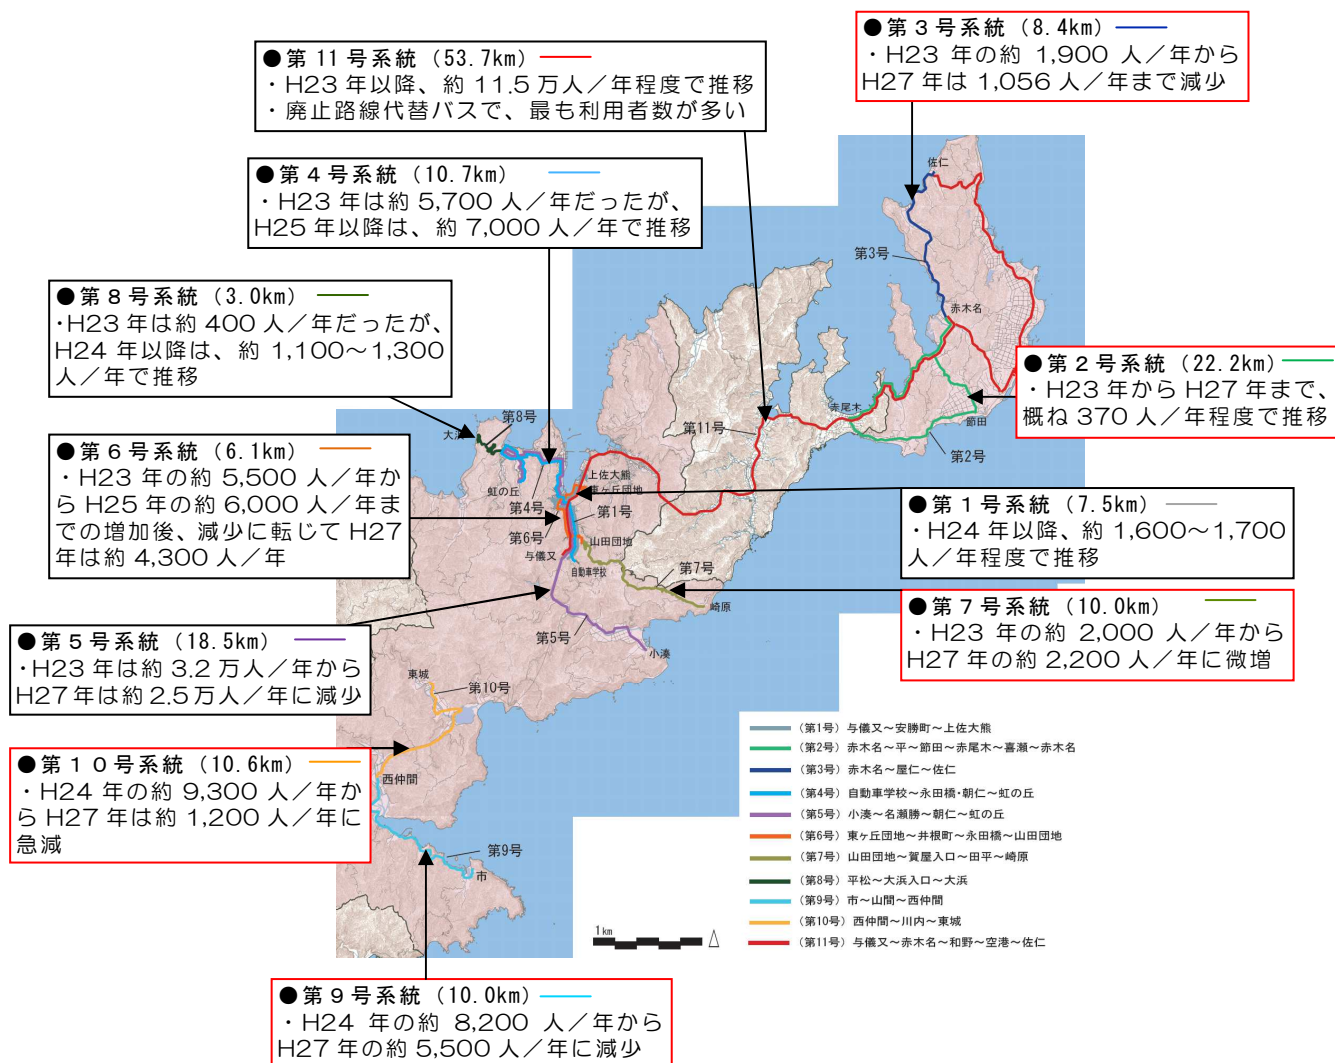 ●第３号系統（8.4km）
・H23 年の約 1,900 人／年から
H27 年は 1,056 人／年まで減少
●第 11 号系統（53.7km）
・H23 年以降、約 11.5 万人／年程度で推移
・廃止路線代替バスで、最も利用者数が多い
●第４号系統（10.7km）
・H23 年は約 5,700 人／年だったが、
H25 年以降は、約 7,000 人／年で推移
●第８号系統（3.0km）
・H23 年は約 400 人／年だったが、
H24 年以降は、約 1,100～1,300
人／年で推移
●第２号系統（22.2km）
・H23 年から H27 年まで、
概ね 370 人／年程度で推移
●第６号系統（6.1km）
・H23 年の約 5,500 人／年か
ら H25 年の約 6,000 人／年ま
での増加後、減少に転じて H27
年は約 4,300 人／年
●第１号系統（7.5km）
・H24 年以降、約 1,600～1,700
人／年程度で推移
●第７号系統（10.0km）
・H23 年の約 2,000 人／年から
H27 年の約 2,200 人／年に微増
●第５号系統（18.5km）
・H23 年は約 3.2 万人／年から
H27 年は約 2.5 万人／年に減少
●第１０号系統（10.6km）
・H24 年の約 9,300 人／年か
ら H27 年は約 1,200 人／年に
急減
●第９号系統（10.0km）
・H24 年の約 8,200 人／年から
H27 年の約 5,500 人／年に減少
佐仁
第3号
赤木名
赤尾木
節田
第2号
第11号
第8号
大浜
虹の丘
第4号
上佐大熊
東ヶ丘団地
第1号
第6号
山田団地
与儀又
自動車学校
第7号
崎原
第5号
小湊
東城
第10号
西仲間
第9号
市
1km
（第1号）与儀又～安勝町～上佐大熊
（第2号）赤木名～平～節田～赤尾木～喜瀬～赤木名
（第3号）赤木名～屋仁～佐仁
（第4号）自動車学校～永田橋・朝仁～虹の丘
（第5号）小湊～名瀬勝～朝仁～虹の丘
（第6号）東ヶ丘団地～井根町～永田橋～山田団地
（第7号）山田団地～賀屋入口～田平～崎原
（第8号）平松～大浜入口～大浜
（第9号）市～山間～西仲間
（第10号）西仲間～川内～東城
（第11号）与儀又～赤木名～和野～空港～佐仁